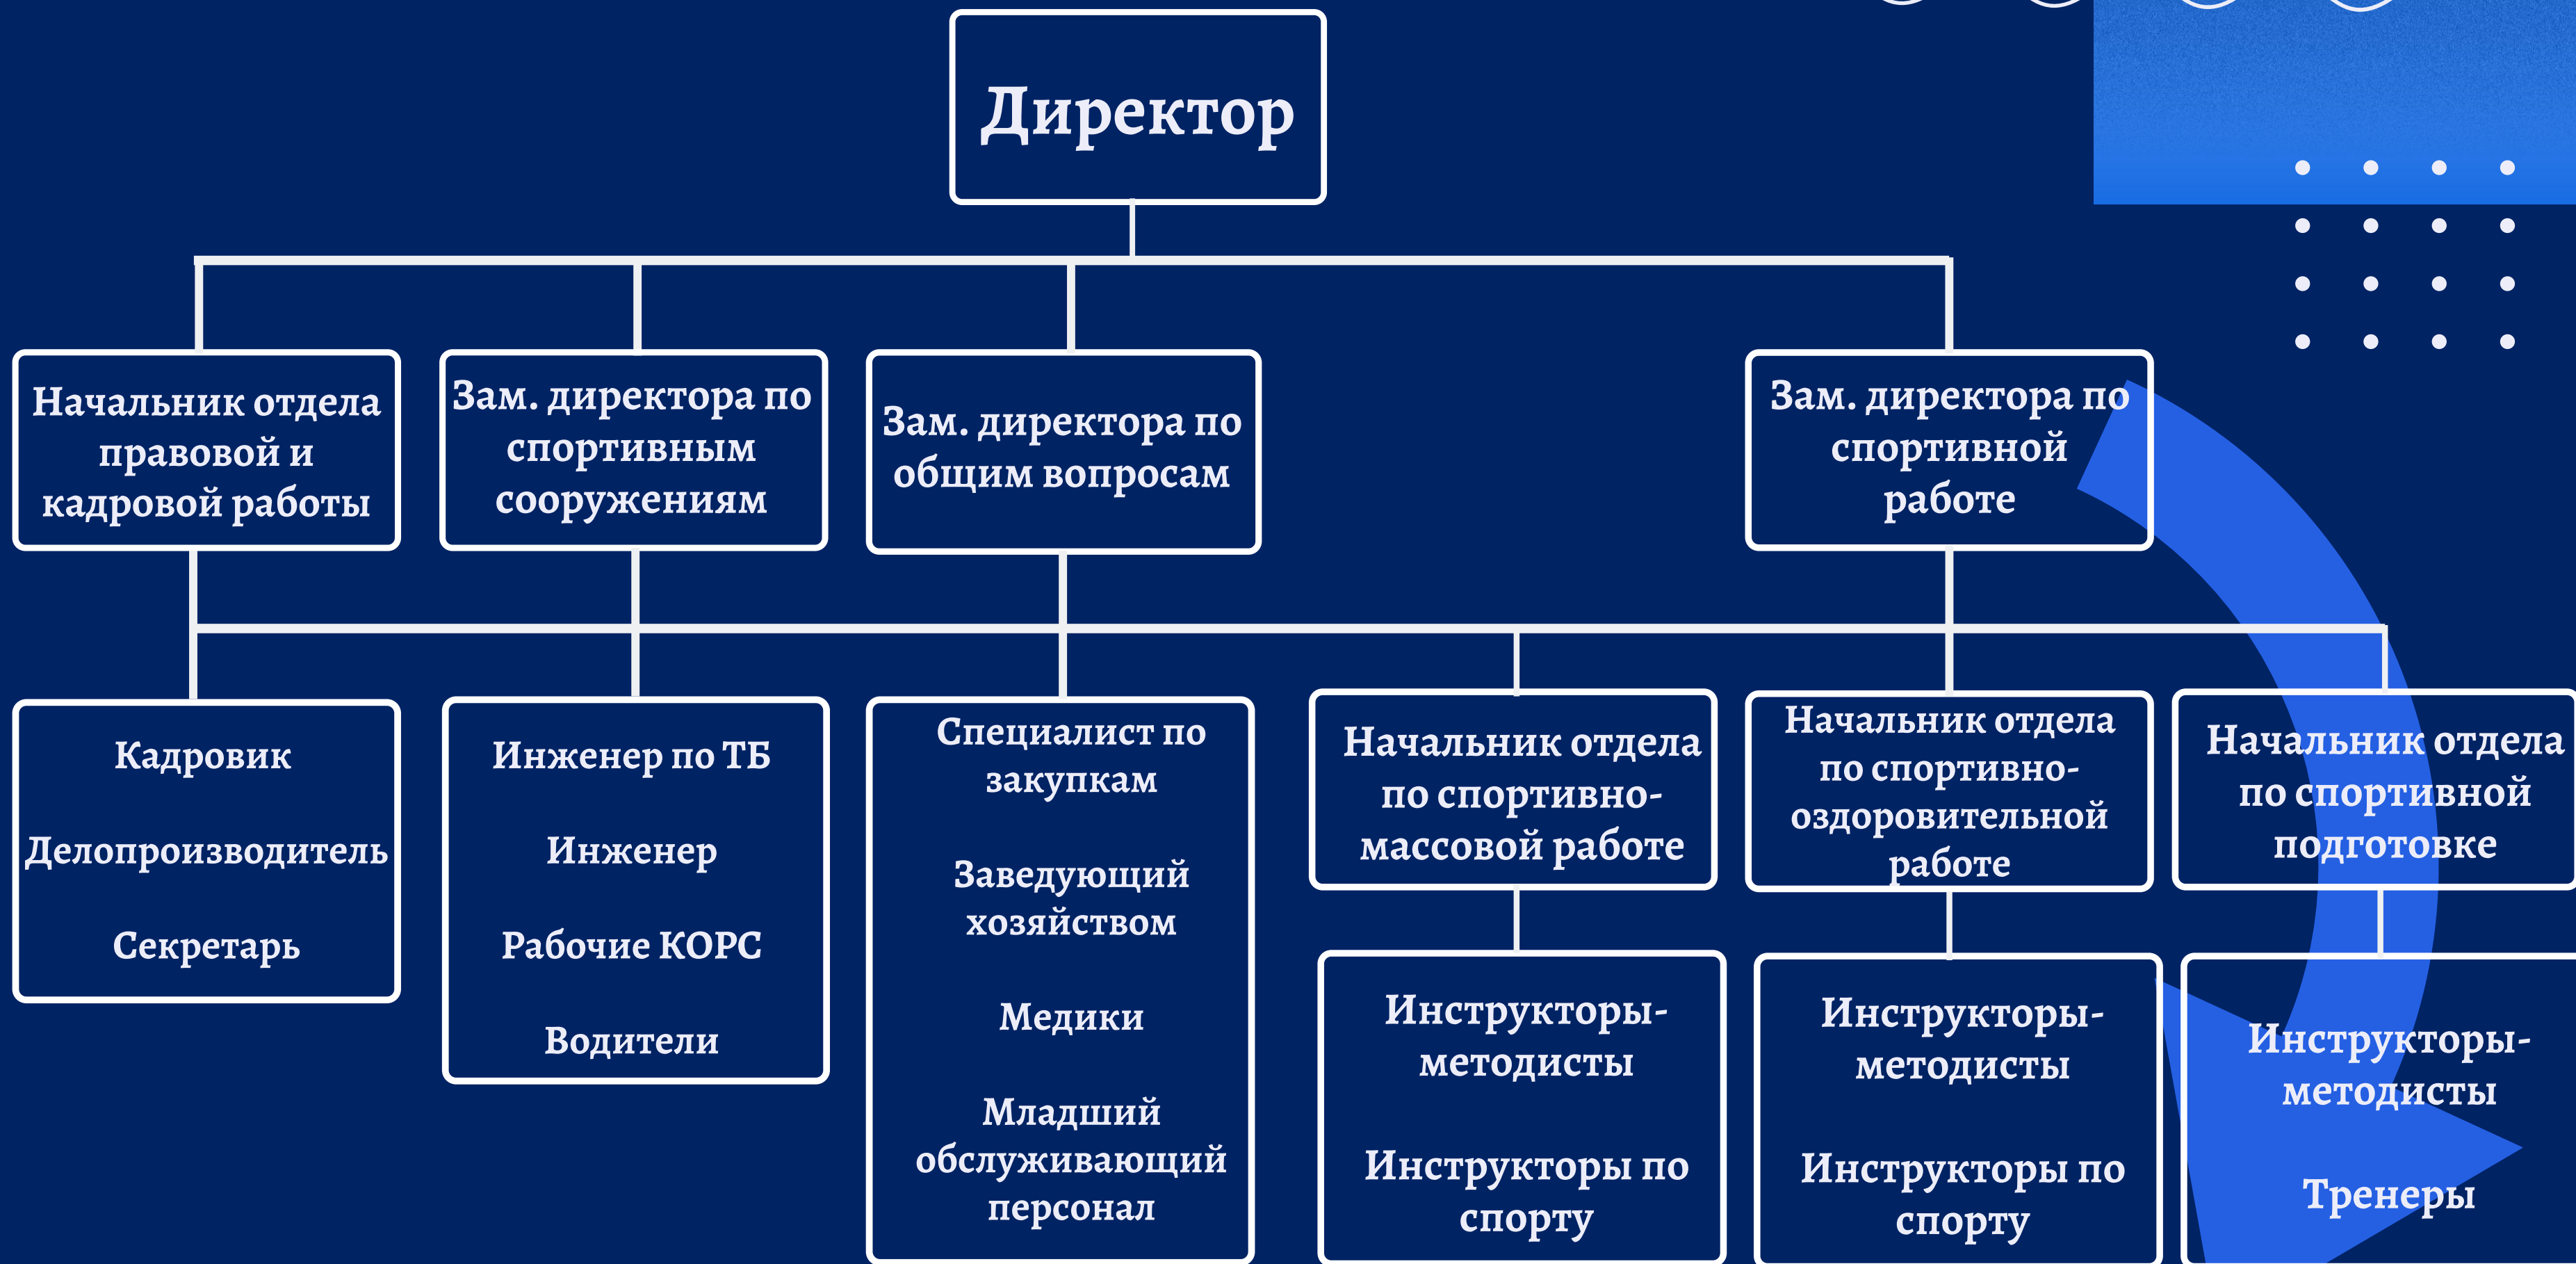 Директор
Начальник отдела
правовой и
кадровой работы
Зам. директора по
спортивным
сооружениям
Зам. директора по
общим вопросам
Зам. директора по
спортивной
работе
Кадровик
Делопроизводитель
Секретарь
Инженер по ТБ
Инженер
Рабочие КОРС
Водители
Специалист по
закупкам
Заведующий
хозяйством
Медики
Младший
обслуживающий
персонал
Начальник отдела
по спортивно-
массовой работе
Начальник отдела
по спортивно-
оздоровительной
работе
Начальник отдела
по спортивной
подготовке
Инструкторы-
методисты
Инструкторы по
спорту
Инструкторы-
методисты
Инструкторы по
спорту
Инструкторы-
методисты
Тренеры